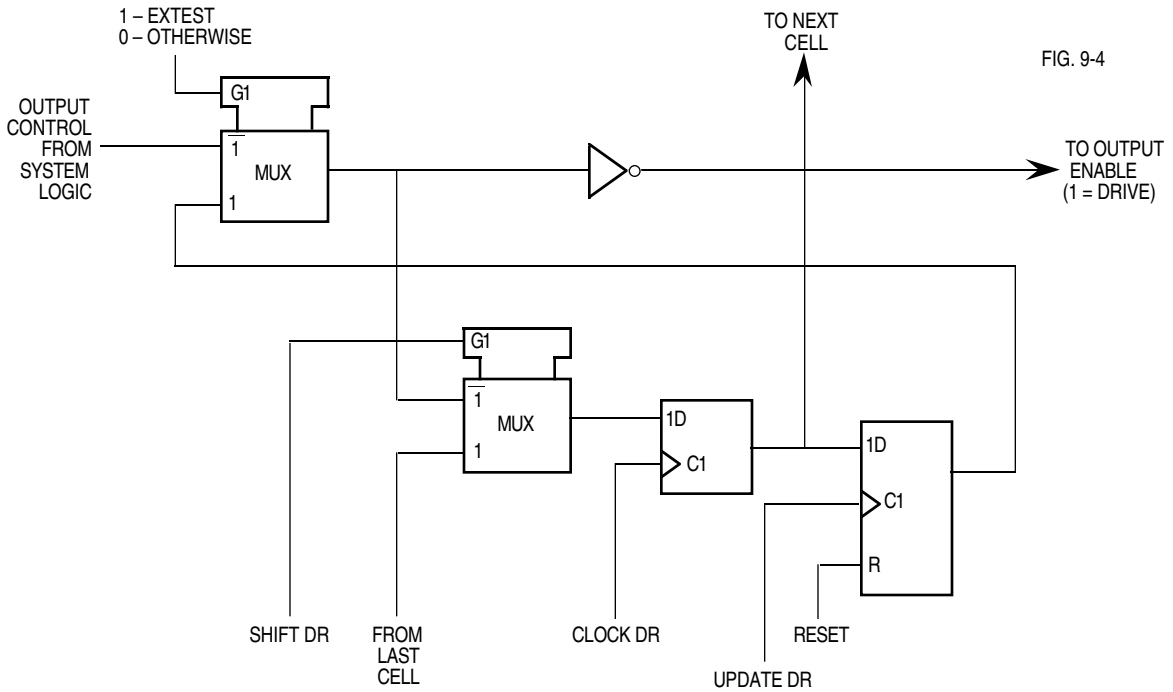 1 – EXTEST
0 – OTHERWISE
TO NEXT
CELL
FIG. 9-4
G1
OUTPUT
CONTROL
FROM
SYSTEM
LOGIC
1
MUX
1
TO OUTPUT
ENABLE
(1 = DRIVE)
G1
1
MUX
1
1D
C1
1D
C1
R
SHIFT DR
FROM
LAST
CELL
CLOCK DR
RESET
UPDATE DR